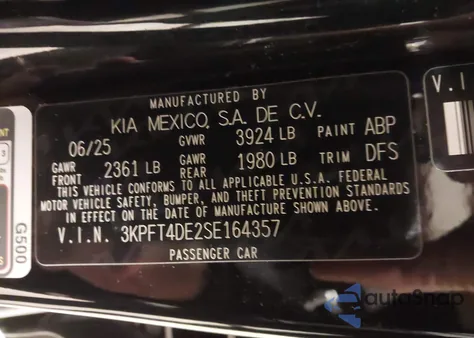 MANUFACTURED BY
KIA MEXICO, S.A. DE C.V.
06/25 GVWR 3924 LB PAINT ABP
GAWR FRONT 2361 LB GAWR REAR 1980 LB TRIM DFS
THIS VEHICLE CONFORMS TO ALL APPLICABLE U.S.A. FEDERAL
MOTOR VEHICLE SAFETY, BUMPER, AND THEFT PREVENTION STANDARDS
IN EFFECT ON THE DATE OF MANUFACTURE SHOWN ABOVE.
V.I.N. 3KPFT4DE2SE164357
PASSENGER CAR
G500
V.I.
autoSnap